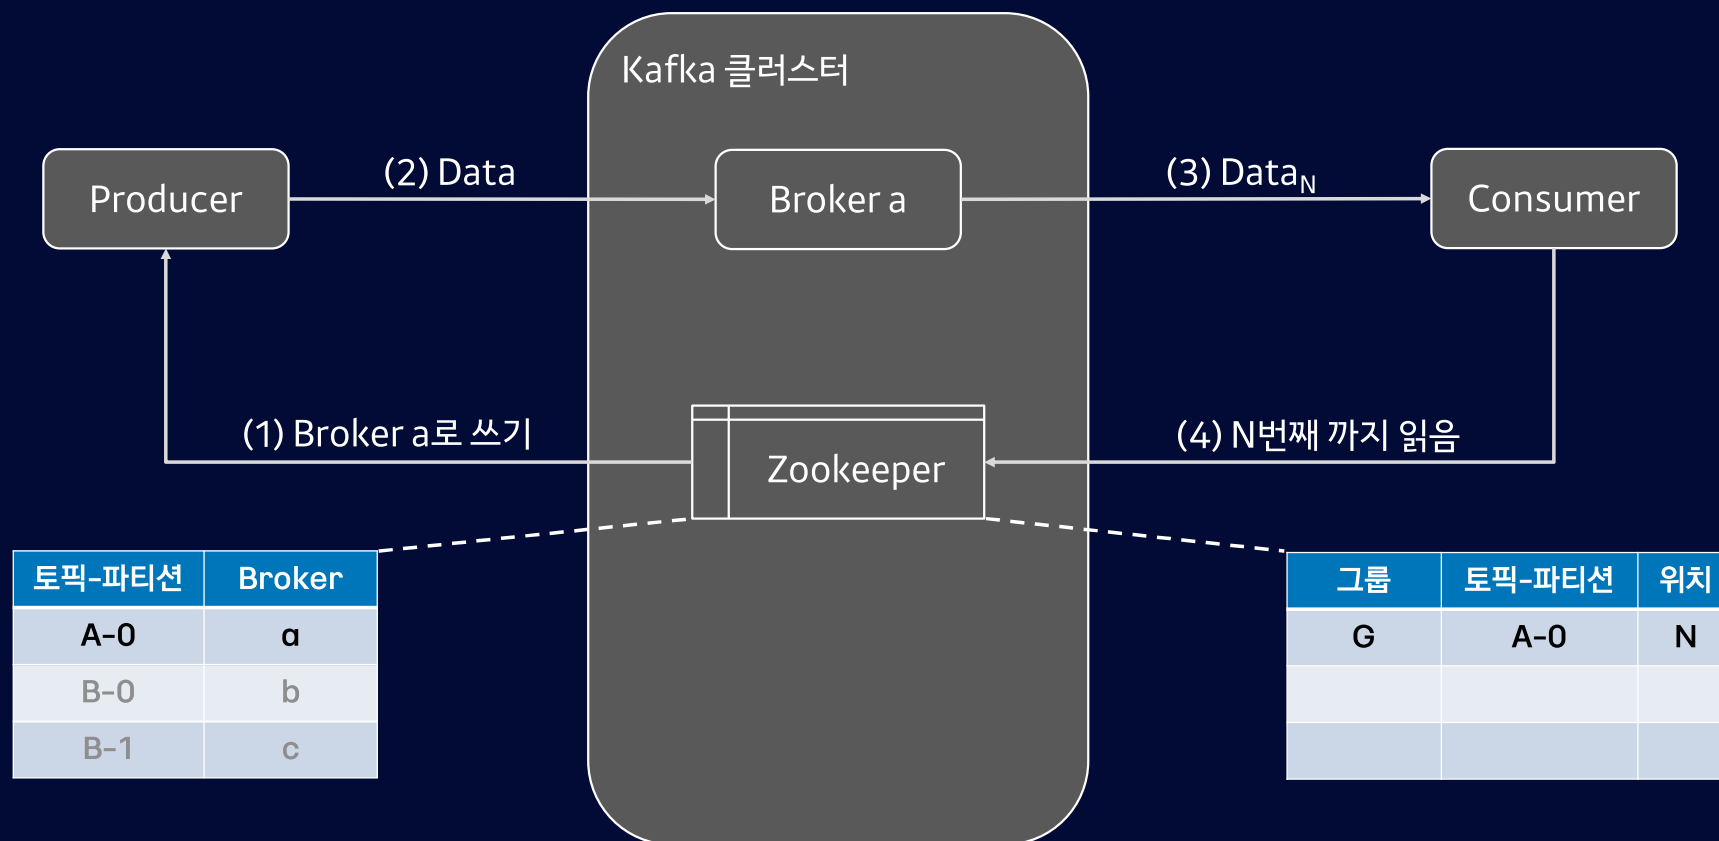 Kafka 클러스터
Producer
(2) Data
Broker a
(3) DataN
Consumer
(1) Broker a로 쓰기
Zookeeper
(4) N번째 까지 읽음
토픽-파티션 Broker
A-0 a
B-0 b
B-1 c
그룹 토픽-파티션 위치
G A-0 N